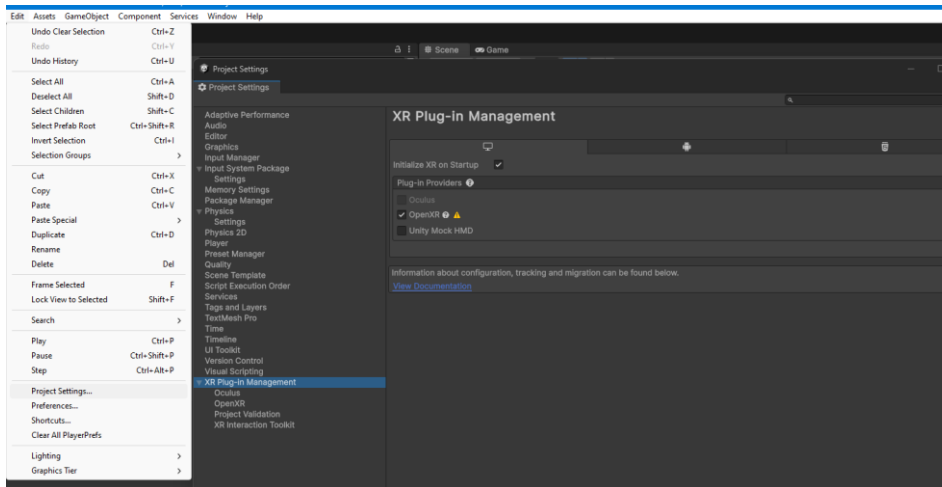 Edit Assets GameObject Component Services Window Help
Undo Clear Selection Ctrl+Z
Redo Ctrl+Y
Undo History Ctrl+U
Select All Ctrl+A
Deselect All Shift+D
Select Children Shift+C
Select Prefab Root Ctrl+Shift+R
Invert Selection Ctrl+I
Selection Groups >
Cut Ctrl+X
Copy Ctrl+C
Paste Ctrl+V
Paste Special >
Duplicate Ctrl+D
Rename
Delete Del
Frame Selected F
Lock View to Selected Shift+F
Search >
Play Ctrl+P
Pause Ctrl+Shift+P
Step Ctrl+Alt+P
Project Settings...
Preferences...
Shortcuts...
Clear All PlayerPrefs
Lighting >
Graphics Tier >
Scene Game
Project Settings
Project Settings
Adaptive Performance
Audio
Editor
Graphics
Input Manager
Input System Package
Settings
Memory Settings
Package Manager
Physics
Settings
Physics 2D
Player
Preset Manager
Quality
Scene Template
Script Execution Order
Services
Tags and Layers
TextMesh Pro
Time
Timeline
UI Toolkit
Version Control
Visual Scripting
XR Plug-in Management
Oculus
OpenXR
Project Validation
XR Interaction Toolkit
XR Plug-in Management
Initialize XR on Startup
Plug-in Providers
Oculus
OpenXR
Unity Mock HMD
Information about configuration, tracking and migration can be found below.
View Documentation